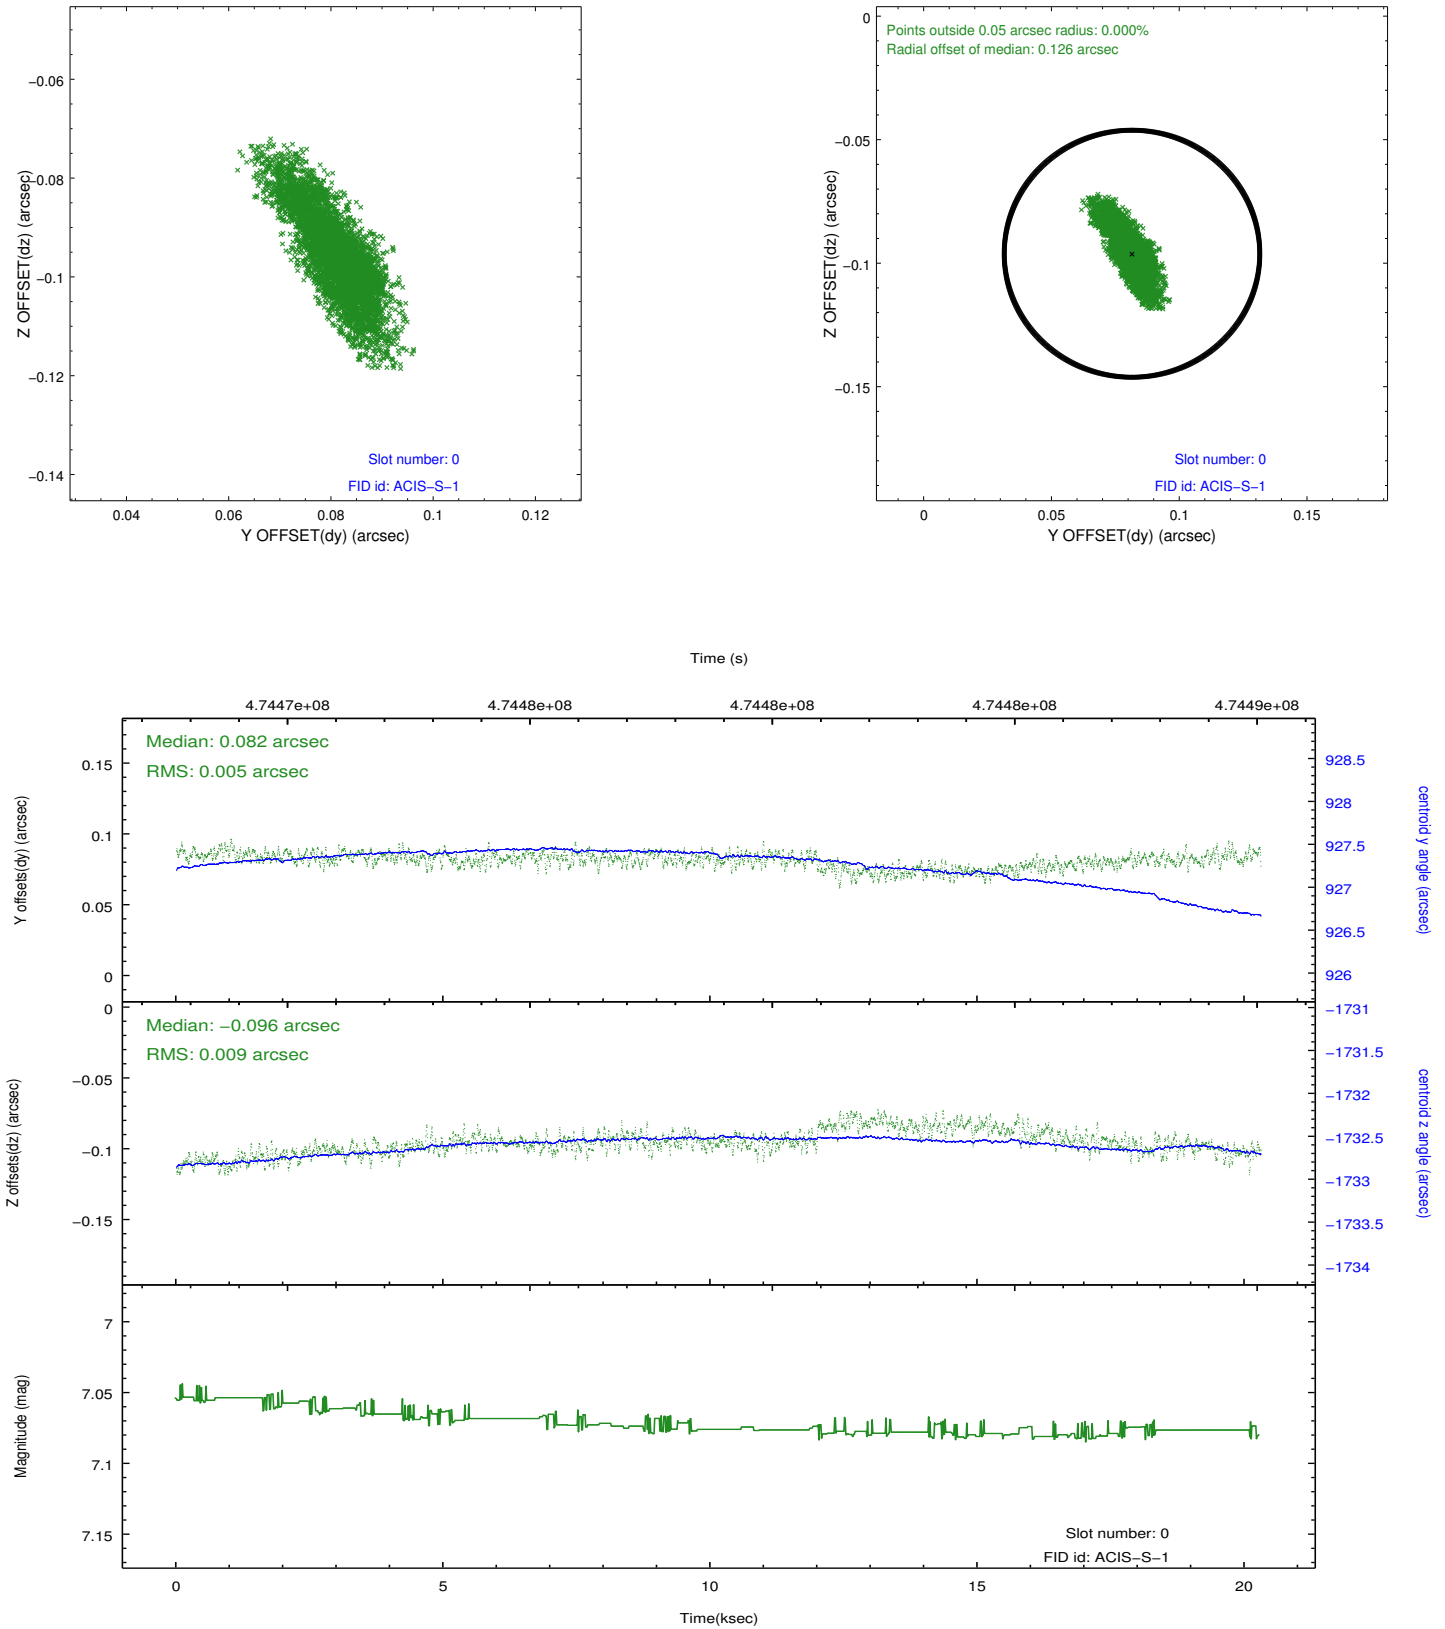 −0.06
−0.08
−0.1
−0.12
−0.14
Z OFFSET(dz) (arcsec)
Slot number: 0
FID id: ACIS−S−1
0.04 0.06 0.08 0.1 0.12
Y OFFSET(dy) (arcsec)
Points outside 0.05 arcsec radius: 0.000%
Radial offset of median: 0.126 arcsec
0
−0.05
−0.1
−0.15
Z OFFSET(dz) (arcsec)
Slot number: 0
FID id: ACIS−S−1
0 0.05 0.1 0.15
Y OFFSET(dy) (arcsec)
Time (s)
4.7447e+08 4.7448e+08 4.7448e+08 4.7448e+08 4.7449e+08
Median: 0.082 arcsec
RMS: 0.005 arcsec
0.15
0.1
0.05
0
Y offsets(dy) (arcsec)
928.5
928
927.5
927
926.5
926
centroid y angle (arcsec)
Median: −0.096 arcsec
RMS: 0.009 arcsec
0
−0.05
−0.1
−0.15
Z offsets(dz) (arcsec)
−1731
−1731.5
−1732
−1732.5
−1733
−1733.5
−1734
centroid z angle (arcsec)
7
7.05
7.1
7.15
Magnitude (mag)
Slot number: 0
FID id: ACIS−S−1
0 5 10 15 20
Time(ksec)